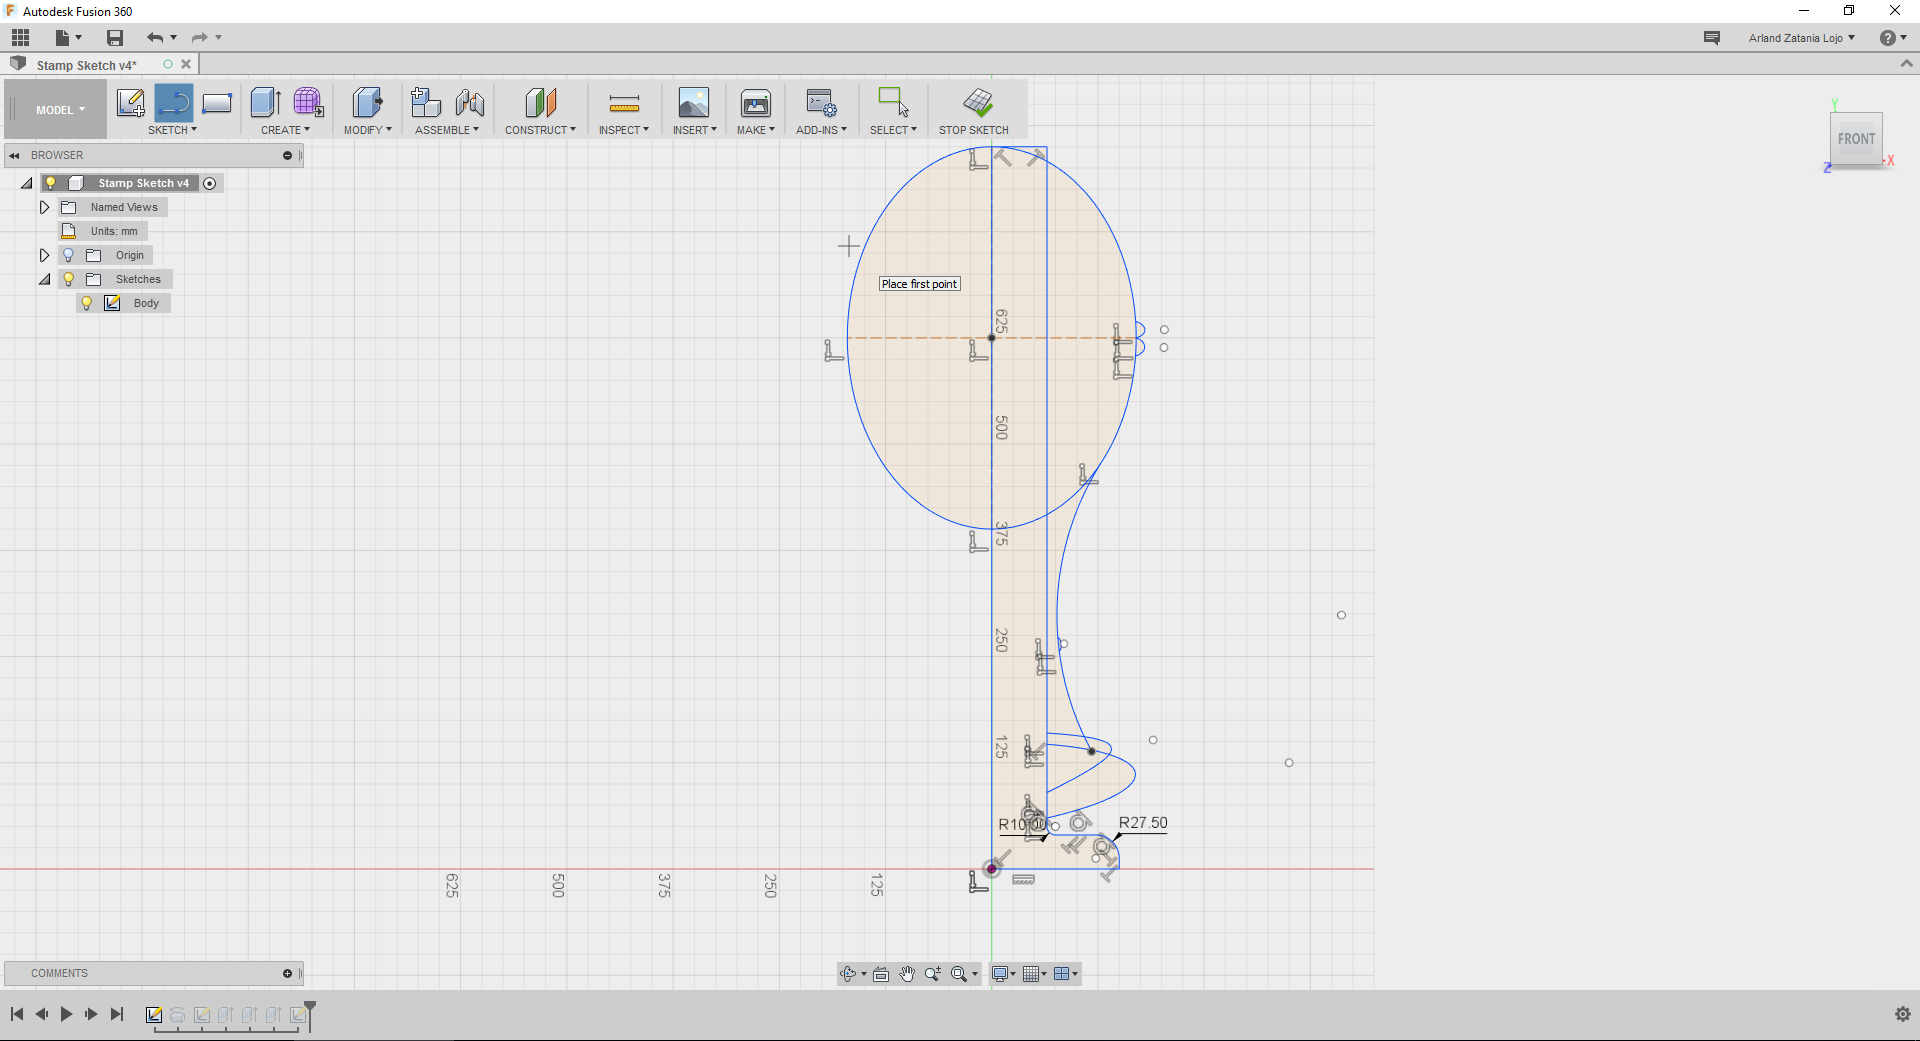 Autodesk Fusion 360
Arland Zatania Lojo
Stamp Sketch v4*
MODEL
SKETCH
CREATE
MODIFY
ASSEMBLE
CONSTRUCT
INSPECT
INSERT
MAKE
ADD-INS
SELECT
STOP SKETCH
BROWSER
Stamp Sketch v4
Named Views
Units: mm
Origin
Sketches
Body
Y
FRONT
X
Z
Place first point
625
500
375
250
125
R10.00
R27.50
625
500
375
250
125
COMMENTS